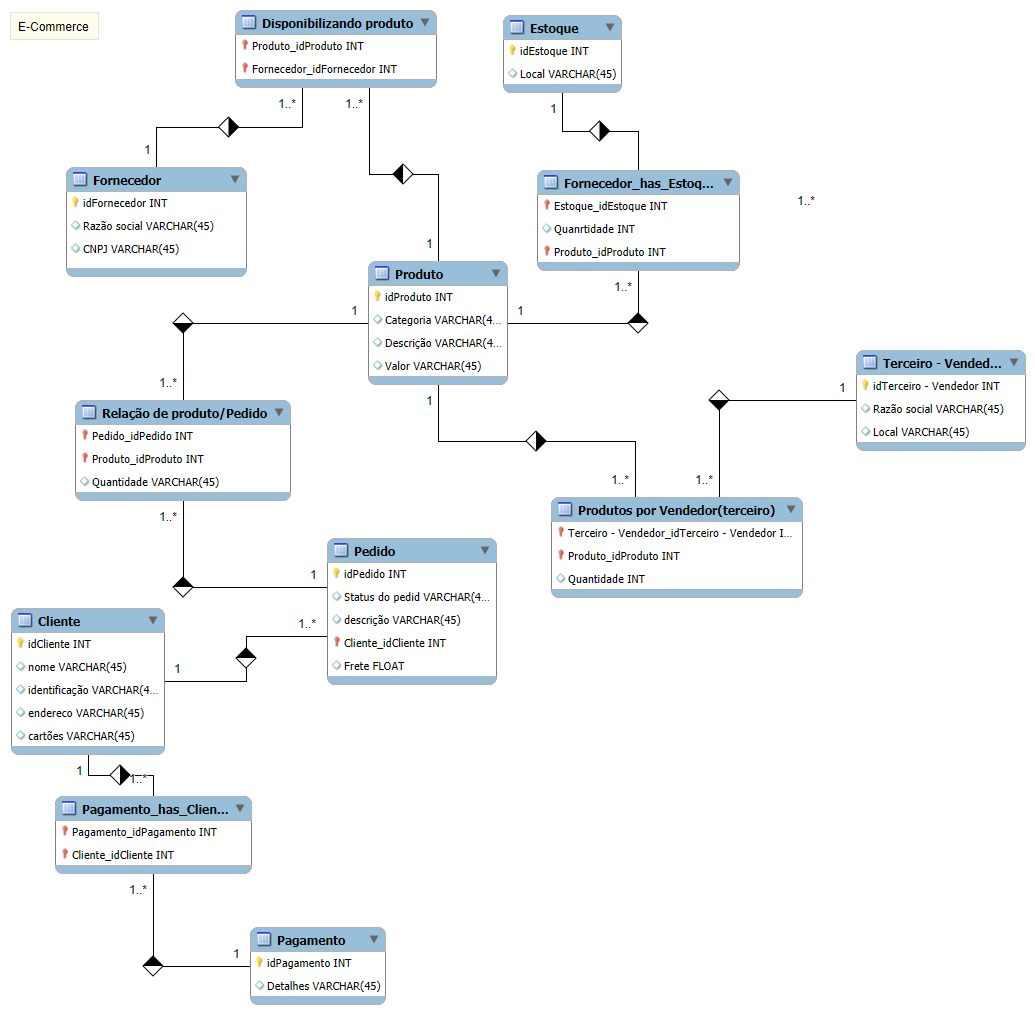 E-Commerce
Disponibilizando produto
Produto_idProduto INT
Fornecedor_idFornecedor INT
1..*
1..*
Estoque
idEstoque INT
Local VARCHAR(45)
1
1
Fornecedor
idFornecedor INT
Razão social VARCHAR(45)
CNPJ VARCHAR(45)
Fornecedor_has_Estoq...
Estoque_idEstoque INT
Quanrtidade INT
Produto_idProduto INT
1..*
1..*
1
Produto
idProduto INT
Categoria VARCHAR(4...
Descrição VARCHAR(4...
Valor VARCHAR(45)
1
1
1
1..*
Relação de produto/Pedido
Pedido_idPedido INT
Produto_idProduto INT
Quantidade VARCHAR(45)
1..*
Terceiro - Vended...
idTerceiro - Vendedor INT
Razão social VARCHAR(45)
Local VARCHAR(45)
1
1..*
1..*
Produtos por Vendedor(terceiro)
Terceiro - Vendedor_idTerceiro - Vendedor I...
Produto_idProduto INT
Quantidade INT
Pedido
idPedido INT
Status do pedid VARCHAR(4...
descrição VARCHAR(45)
Cliente_idCliente INT
Frete FLOAT
1
1..*
Cliente
idCliente INT
nome VARCHAR(45)
identificação VARCHAR(4...
endereco VARCHAR(45)
cartões VARCHAR(45)
1
1
1..*
Pagamento_has_Clien...
Pagamento_idPagamento INT
Cliente_idCliente INT
1..*
1
Pagamento
idPagamento INT
Detalhes VARCHAR(45)